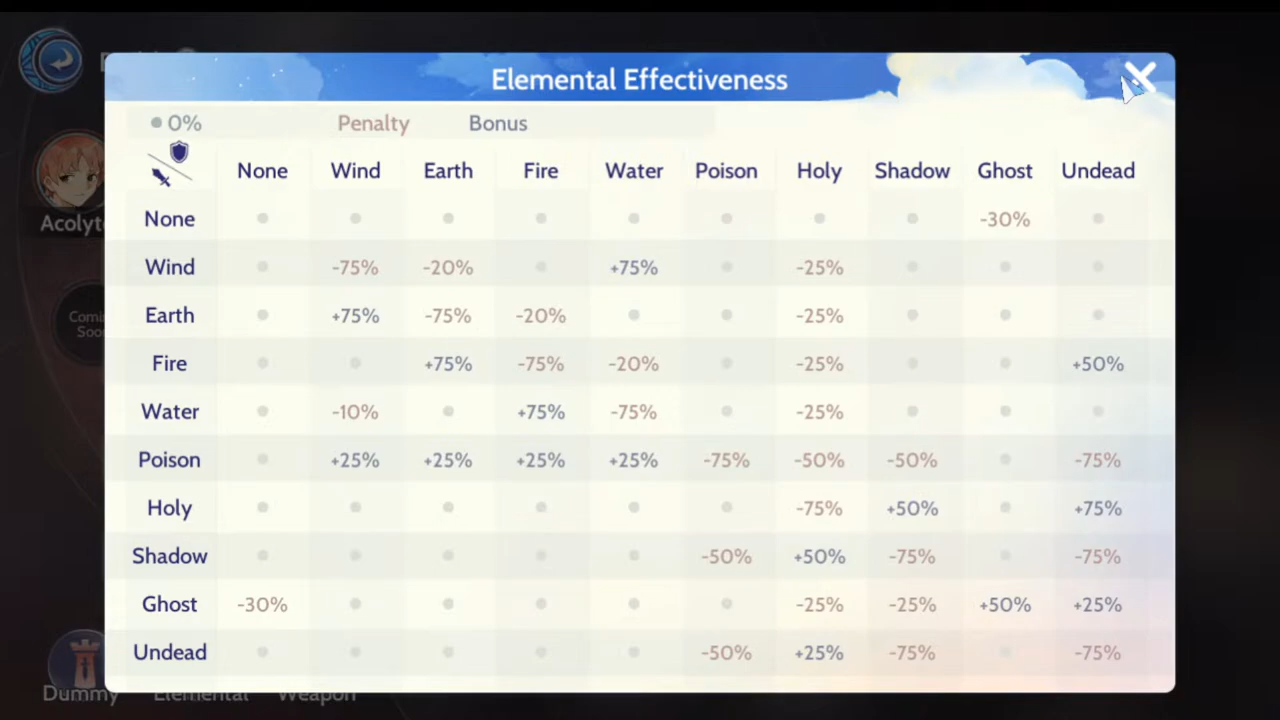 Elemental Effectiveness
0% Penalty Bonus
None Wind Earth Fire Water Poison Holy Shadow Ghost Undead
None -30%
Wind -75% -20% +75% -25%
Earth +75% -75% -20% -25%
Fire +75% -75% -20% -25% +50%
Water -10% +75% -75% -25%
Poison +25% +25% +25% +25% -75% -50% -50% -75%
Holy -75% +50% +75%
Shadow -50% +50% -75% -75%
Ghost -30% -25% -25% +50% +25%
Undead -50% +25% -75% -75%
Acolyt
Comin
Soo
Dummy Elemental Weapon